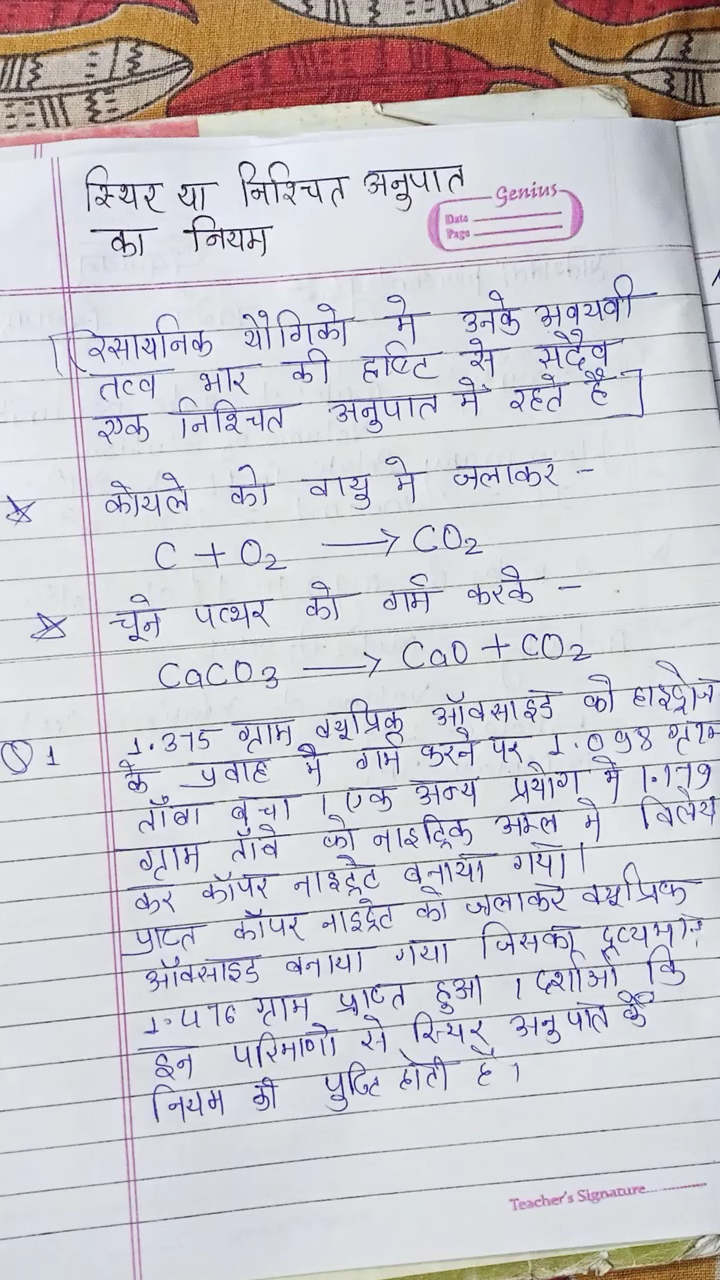 स्थिर या निश्चित अनुपात
का नियम
Genius
Date
Page
रसायनिक यौगिको मे उनके अवयवी
तत्व भार की दृष्टि से सदैव
एक निश्चित अनुपात में रहते है
कोयले को वायु मे जलाकर -
C + O₂ ⟶ CO₂
चूने पत्थर को गर्म करके -
CaCO₃ ⟶ CaO + CO₂
Q 1 1.375 ग्राम क्यूप्रिक ऑक्साइड को हाइड्रोजन
के प्रवाह मे गर्म करने पर 1.098 ग्राम
ताँबा बचा । एक अन्य प्रयोग मे 1.179
ग्राम ताँबे को नाइट्रिक अम्ल मे विलेय
कर कॉपर नाइट्रेट बनाया गया ।
प्राप्त कॉपर नाइट्रेट को जलाकर क्यूप्रिक
ऑक्साइड बनाया गया जिसका द्रव्यमान
1.476 ग्राम प्राप्त हुआ । दर्शाओ कि
इन परिमाणो से स्थिर अनुपात के
नियम की पुष्टि होती है ।
Teacher's Signature